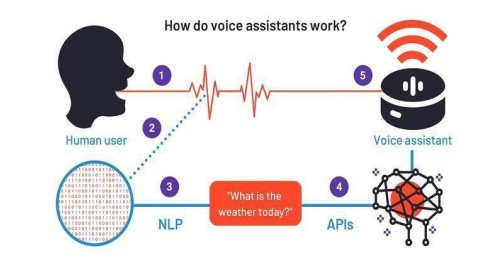 How do voice assistants work?
1
5
Human user
Voice assistant
2
3
4
NLP
"What is the
weather today?"
APIs